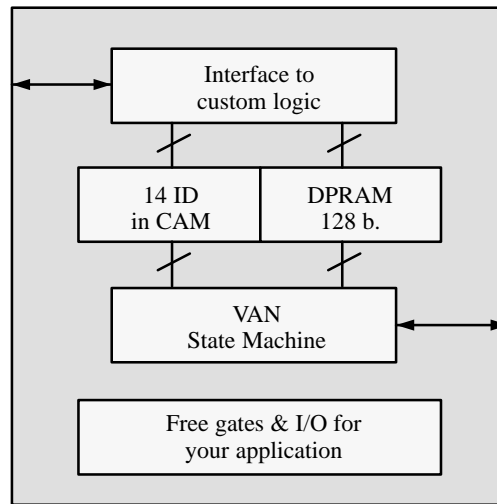 Interface to
custom logic
14 ID
in CAM
DPRAM
128 b.
VAN
State Machine
Free gates & I/O for
your application